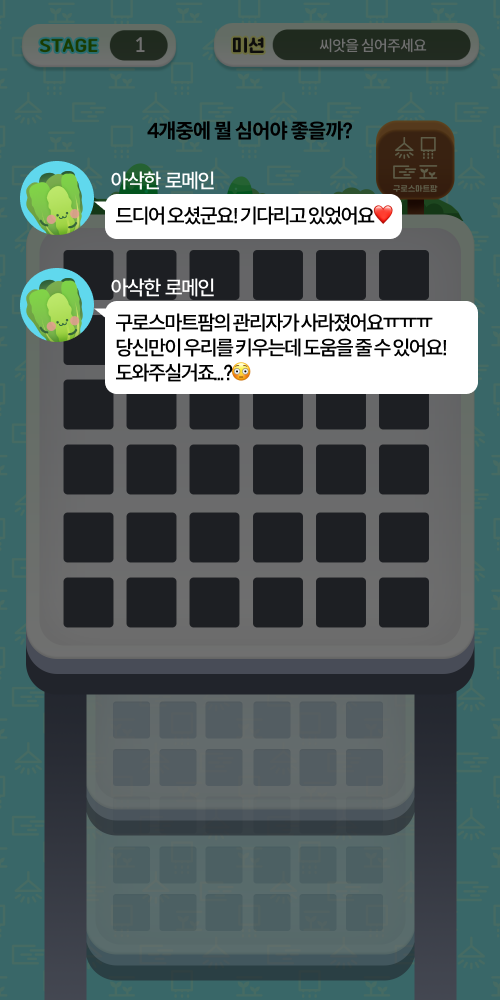 STAGE 1 미션 씨앗을 심어주세요
4개중에 뭘 심어야 좋을까?
구로스마트팜
아삭한 로메인
드디어 오셨군요! 기다리고 있었어요❤️
아삭한 로메인
구로스마트팜의 관리자가 사라졌어요ㅠㅠㅠ
당신만이 우리를 키우는데 도움을 줄 수 있어요!
도와주실거죠...?😳